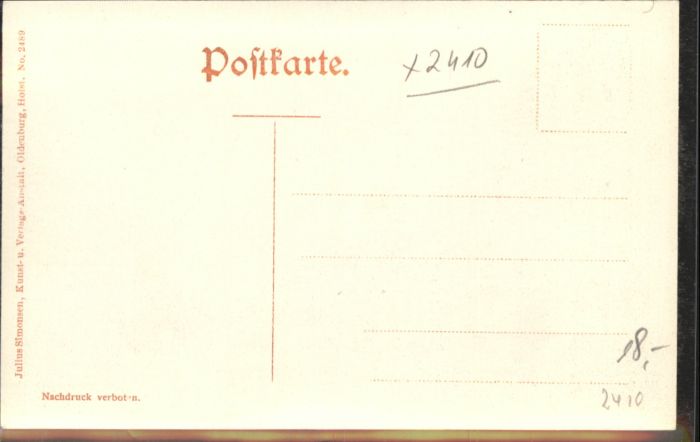 Postkarte.
x2410
Julius Simonsen, Kunst- u. Verlags-Anstalt, Oldenburg, Holst. No. 2489
18,-
Nachdruck verboten.
2410